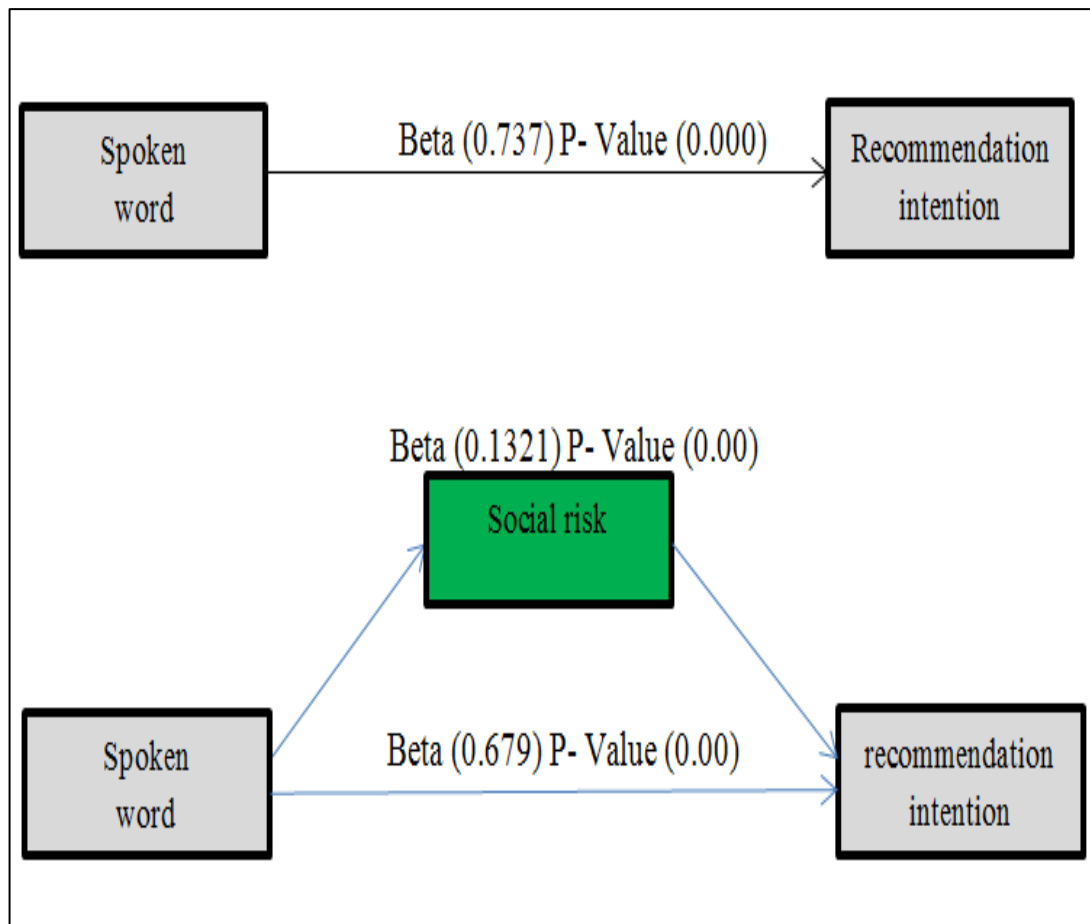 Spoken
word
Beta (0.737) P- Value (0.000)
Recommendation
intention
Beta (0.1321) P- Value (0.00)
Social risk
Spoken
word
Beta (0.679) P- Value (0.00)
recommendation
intention